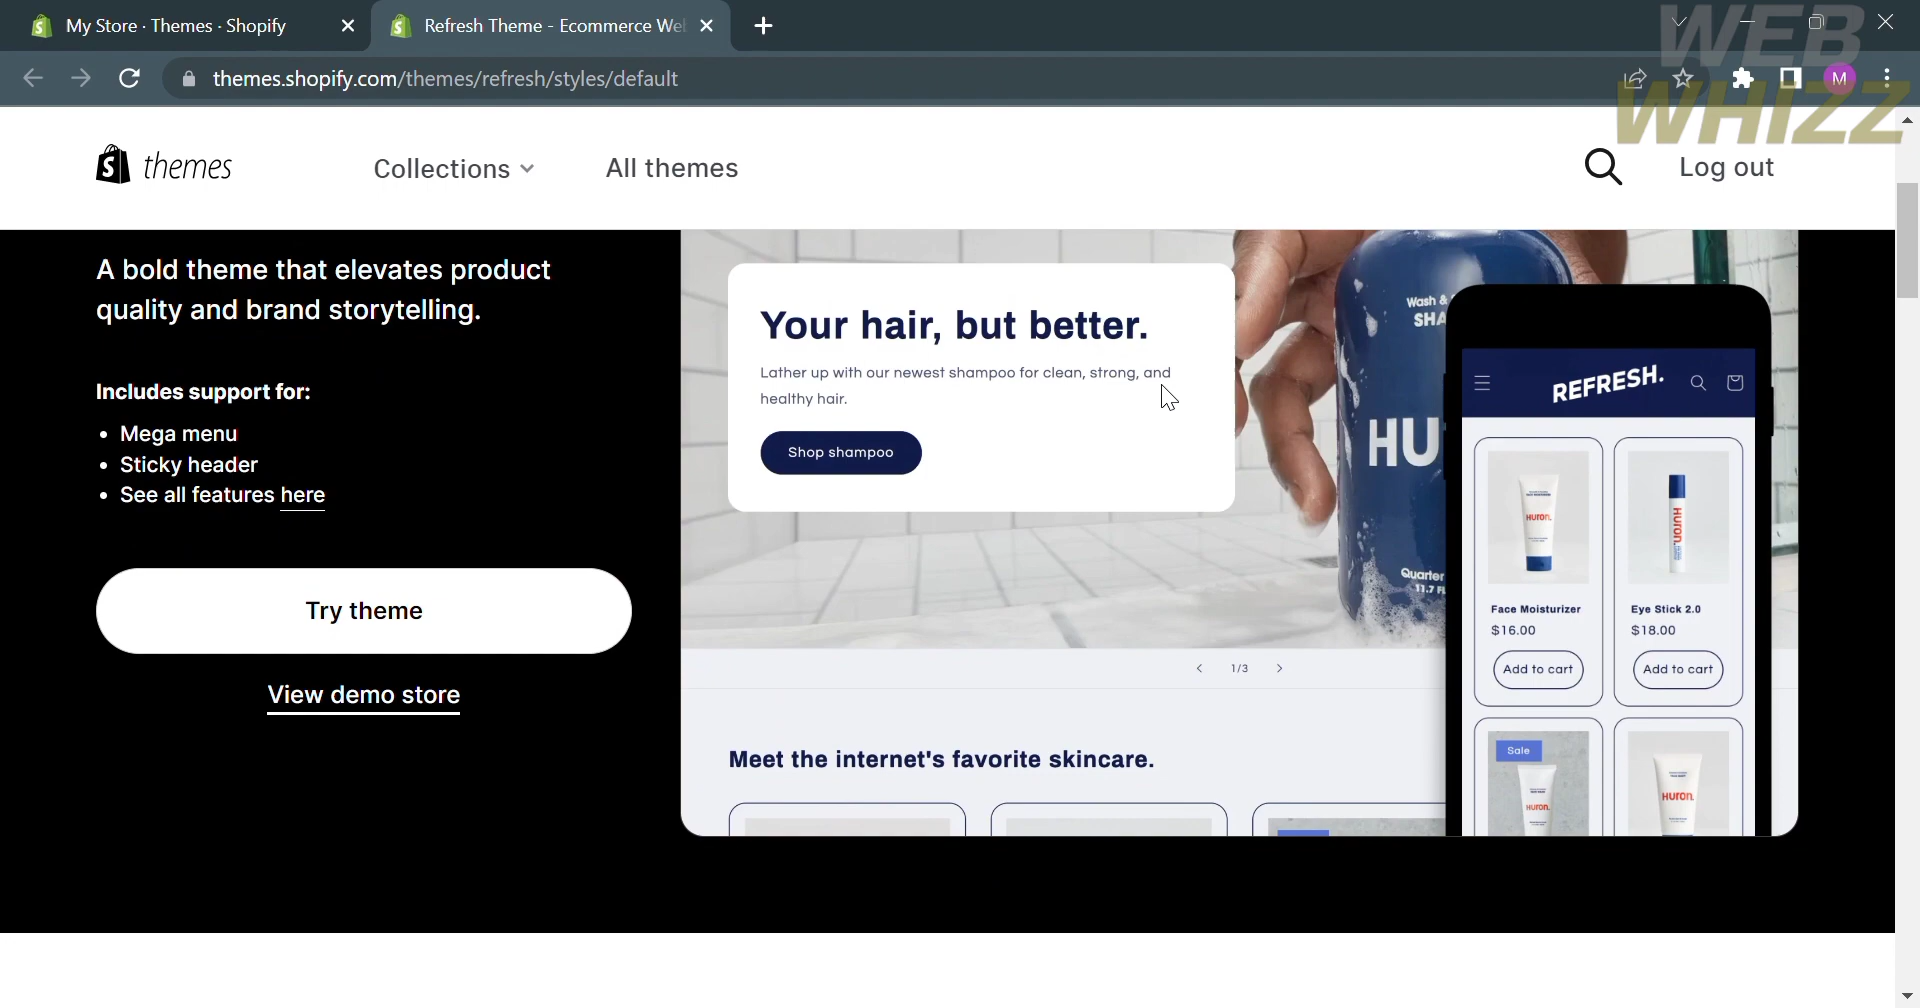 My Store · Themes · Shopify
Refresh Theme - Ecommerce We
WEB
WHIZZ
themes.shopify.com/themes/refresh/styles/default
M
themes
Collections
All themes
Log out
A bold theme that elevates product
quality and brand storytelling.
Includes support for:
• Mega menu
• Sticky header
• See all features here
Try theme
View demo store
Your hair, but better.
Lather up with our newest shampoo for clean, strong, and
healthy hair.
Shop shampoo
Wash &
SHA
HU
Quarter
11.7 FL
1/3
Meet the internet's favorite skincare.
REFRESH.
HURON.
HURON.
Face Moisturizer
Eye Stick 2.0
$16.00
$18.00
Add to cart
Add to cart
Sale
HURON.
HURON.